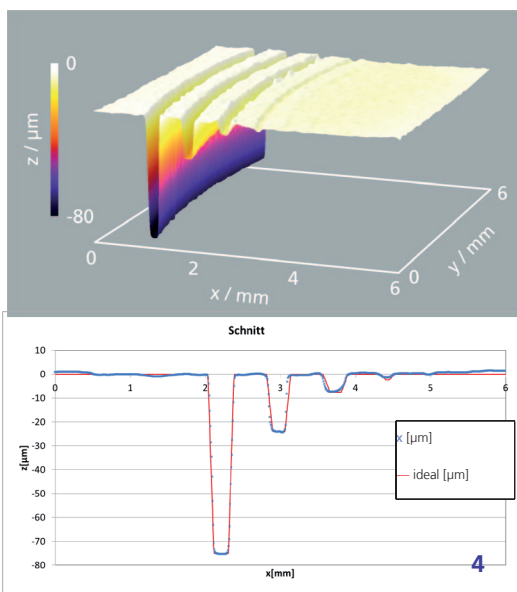 0
z / µm
-80
0
2
4
6
x / mm
0
6
y / mm
Schnitt
10
0
-10
-20
-30
-40
-50
-60
-70
-80
z[µm]
0 1 2 3 4 5 6
x[mm]
x [µm]
ideal [µm]
4